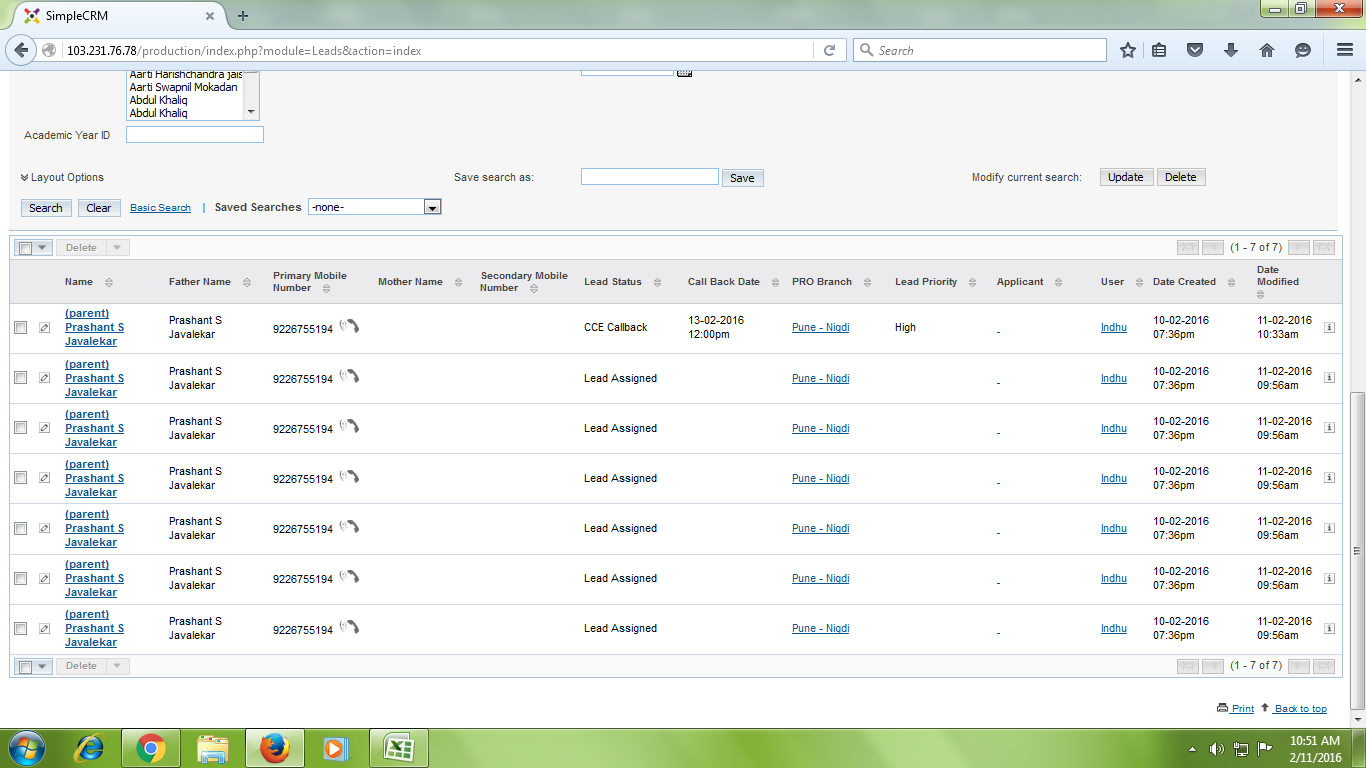 SimpleCRM
103.231.76.78/production/index.php?module=Leads&action=index
Search
Aarti Harishchandra Jais
Aarti Swapnil Mokadan
Abdul Khaliq
Abdul Khaliq
Academic Year ID
Layout Options Save search as: Save Modify current search: Update Delete
Search Clear Basic Search | Saved Searches -none-
Delete (1 - 7 of 7)
Name Father Name Primary Mobile Number Mother Name Secondary Mobile Number Lead Status Call Back Date PRO Branch Lead Priority Applicant User Date Created Date Modified
(parent) Prashant S Javalekar Prashant S Javalekar 9226755194 CCE Callback 13-02-2016 12:00pm Pune - Nigdi High Indhu 10-02-2016 07:36pm 11-02-2016 10:33am
(parent) Prashant S Javalekar Prashant S Javalekar 9226755194 Lead Assigned Pune - Nigdi Indhu 10-02-2016 07:36pm 11-02-2016 09:56am
(parent) Prashant S Javalekar Prashant S Javalekar 9226755194 Lead Assigned Pune - Nigdi Indhu 10-02-2016 07:36pm 11-02-2016 09:56am
(parent) Prashant S Javalekar Prashant S Javalekar 9226755194 Lead Assigned Pune - Nigdi Indhu 10-02-2016 07:36pm 11-02-2016 09:56am
(parent) Prashant S Javalekar Prashant S Javalekar 9226755194 Lead Assigned Pune - Nigdi Indhu 10-02-2016 07:36pm 11-02-2016 09:56am
(parent) Prashant S Javalekar Prashant S Javalekar 9226755194 Lead Assigned Pune - Nigdi Indhu 10-02-2016 07:36pm 11-02-2016 09:56am
(parent) Prashant S Javalekar Prashant S Javalekar 9226755194 Lead Assigned Pune - Nigdi Indhu 10-02-2016 07:36pm 11-02-2016 09:56am
Delete (1 - 7 of 7)
Print Back to top
10:51 AM
2/11/2016